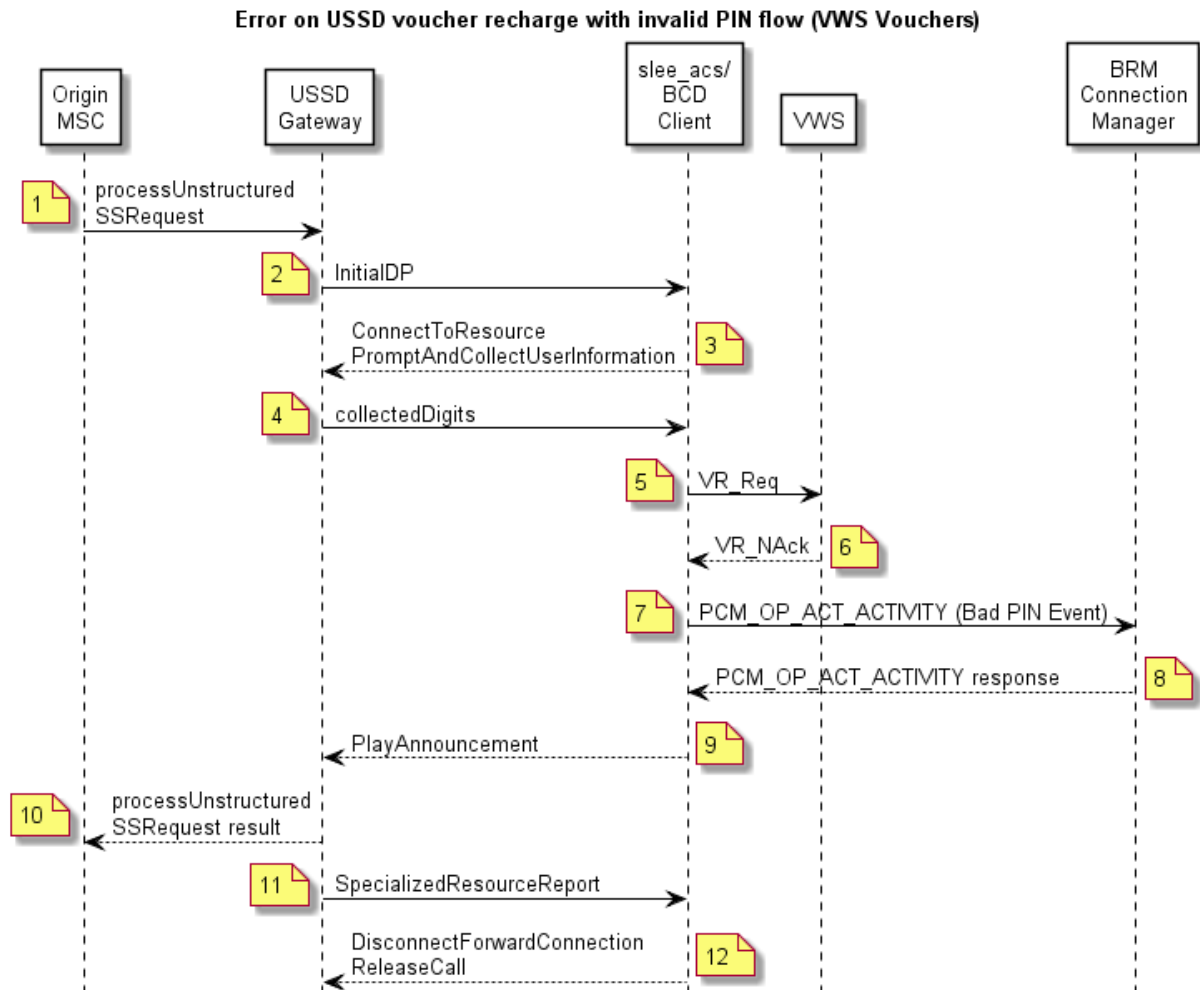 Error on USSD voucher recharge with invalid PIN flow (VWS Vouchers)
Origin
MSC
USSD
Gateway
slee_acs/
BCD
Client
VWS
BRM
Connection
Manager
1
processUnstructured
SSRequest
2
InitialDP
ConnectToResource
PromptAndCollectUserInformation
3
4
collectedDigits
5
VR_Req
VR_NAck
6
7
PCM_OP_ACT_ACTIVITY (Bad PIN Event)
PCM_OP_ACT_ACTIVITY response
8
PlayAnnouncement
9
10
processUnstructured
SSRequest result
11
SpecializedResourceReport
DisconnectForwardConnection
ReleaseCall
12